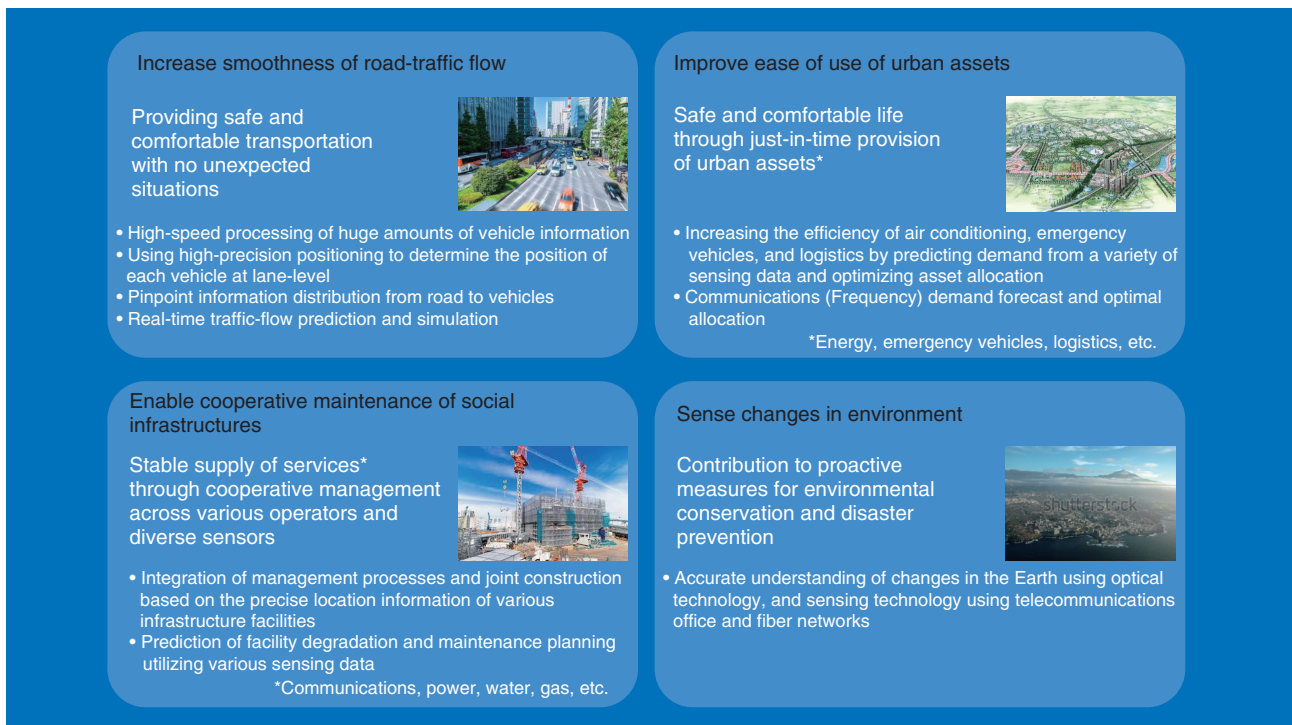 Increase smoothness of road-traffic flow
Providing safe and
comfortable transportation
with no unexpected
situations
• High-speed processing of huge amounts of vehicle information
• Using high-precision positioning to determine the position of
each vehicle at lane-level
• Pinpoint information distribution from road to vehicles
• Real-time traffic-flow prediction and simulation
Improve ease of use of urban assets
Safe and comfortable life
through just-in-time provision
of urban assets*
• Increasing the efficiency of air conditioning, emergency
vehicles, and logistics by predicting demand from a variety of
sensing data and optimizing asset allocation
• Communications (Frequency) demand forecast and optimal
allocation
*Energy, emergency vehicles, logistics, etc.
Enable cooperative maintenance of social
infrastructures
Stable supply of services*
through cooperative management
across various operators and
diverse sensors
• Integration of management processes and joint construction
based on the precise location information of various
infrastructure facilities
• Prediction of facility degradation and maintenance planning
utilizing various sensing data
*Communications, power, water, gas, etc.
Sense changes in environment
Contribution to proactive
measures for environmental
conservation and disaster
prevention
shutterstock
• Accurate understanding of changes in the Earth using optical
technology, and sensing technology using telecommunications
office and fiber networks